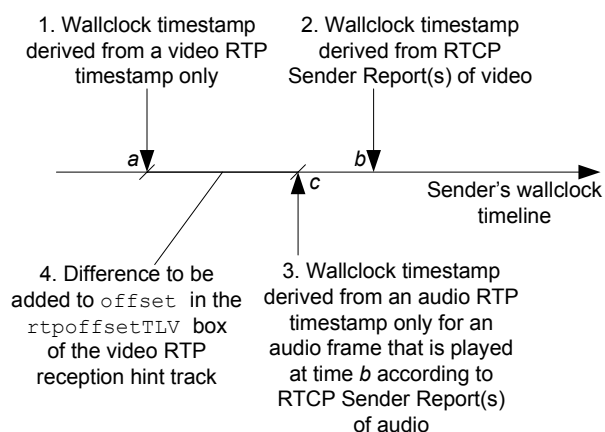 1. Wallclock timestamp
derived from a video RTP
timestamp only
2. Wallclock timestamp
derived from RTCP
Sender Report(s) of video
a
b
c
Sender's wallclock
timeline
4. Difference to be
added to offset in the
rtpoffsetTLV box
of the video RTP
reception hint track
3. Wallclock timestamp
derived from an audio RTP
timestamp only for an
audio frame that is played
at time b according to
RTCP Sender Report(s)
of audio